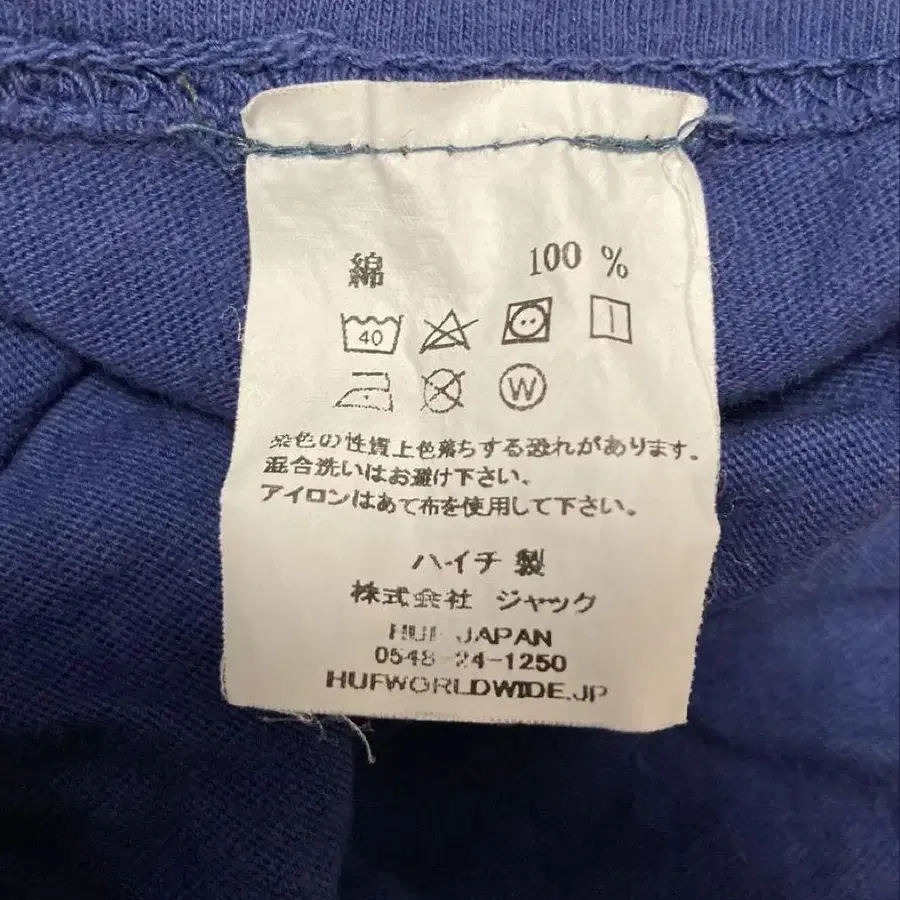 綿 100 %
40
W
染色の性質上色落ちする恐れがあります。
混合洗いはお避け下さい。
アイロンはあて布を使用して下さい。
ハイチ 製
株式会社 ジャック
HUF JAPAN
0548-24-1250
HUFWORLDWIDE.JP